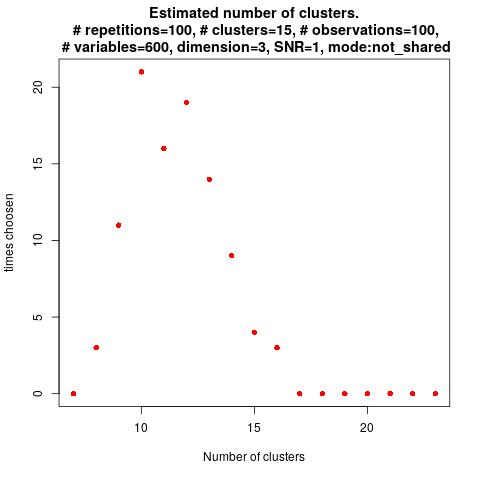 Estimated number of clusters.
# repetitions=100, # clusters=15, # observations=100,
# variables=600, dimension=3, SNR=1, mode:not_shared
20
15
10
5
0
times choosen
10 15 20
Number of clusters